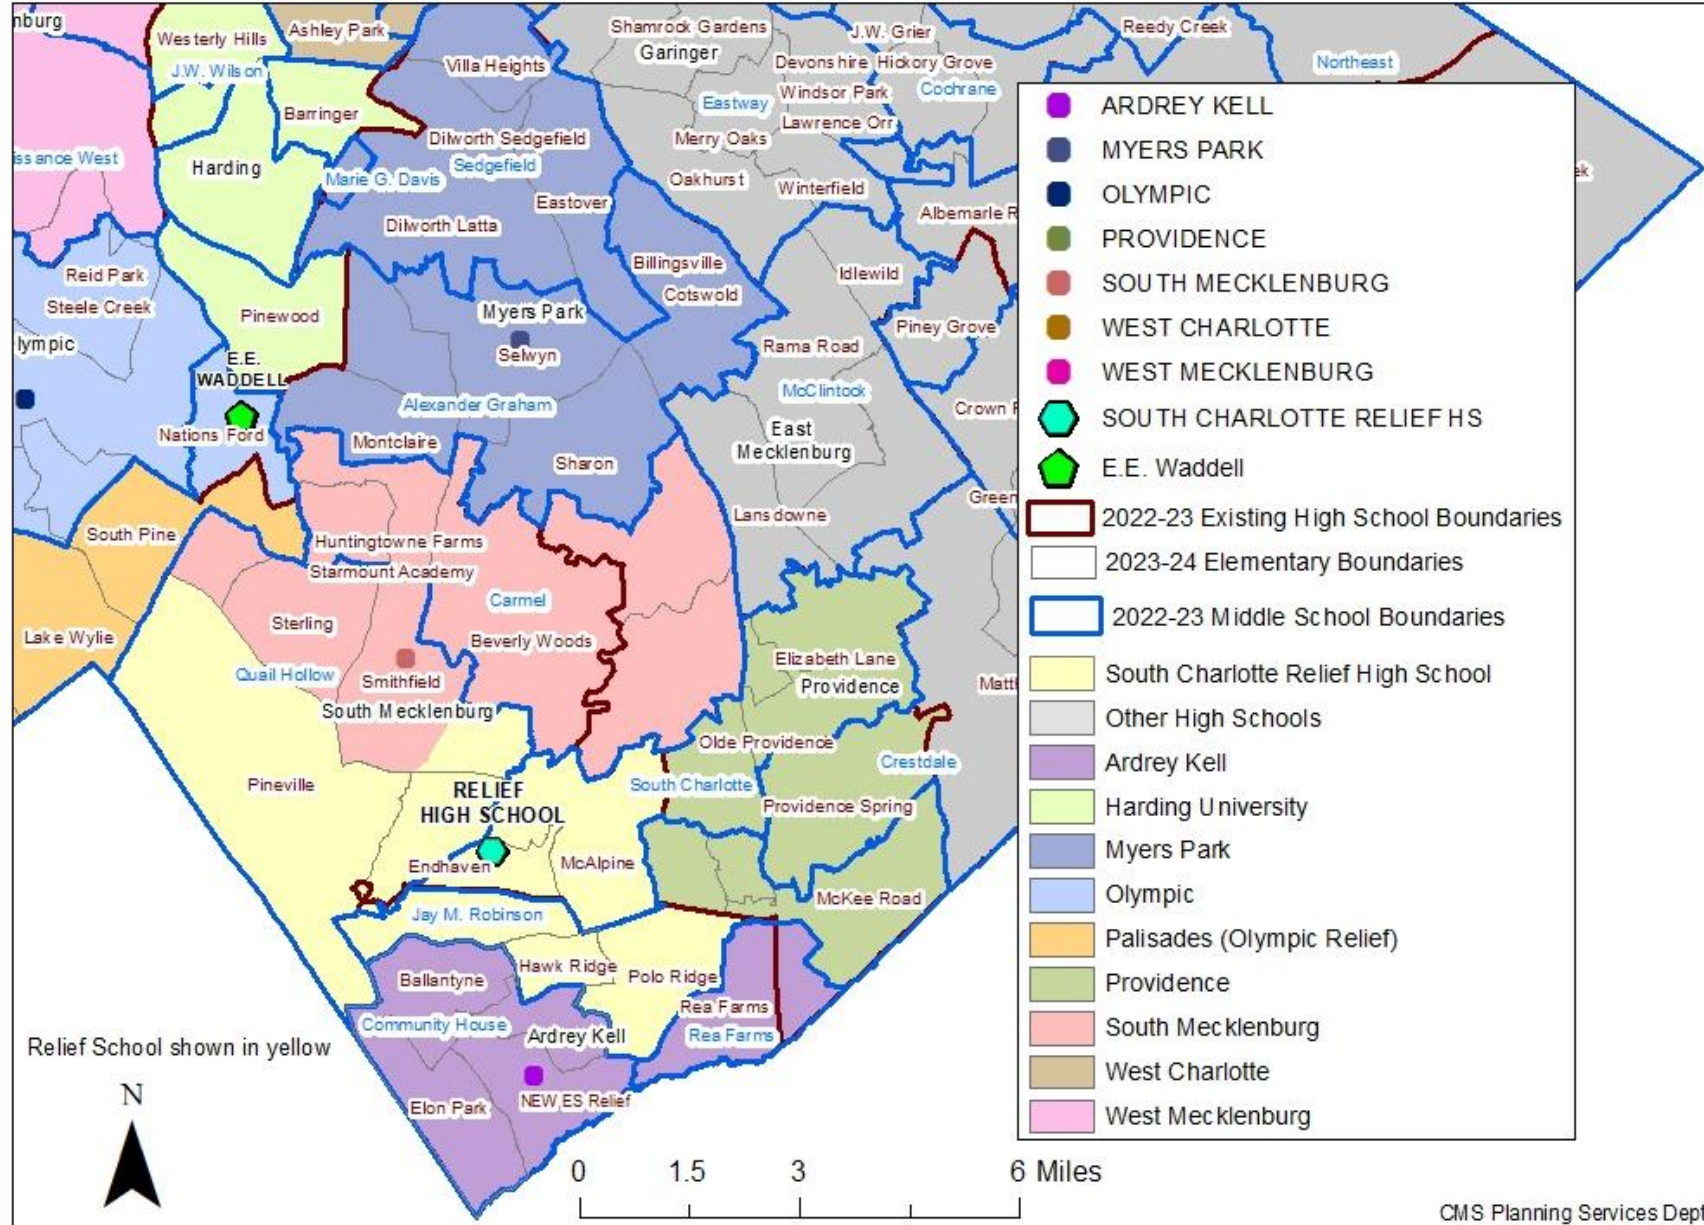 nburg
Westerly Hills
Ashley Park
Shamrock Gardens
J.W. Grier
Reedy Creek
Garinger
J.W. Wilson
Villa Heights
Devonshire
Hickory Grove
Northeast
Windsor Park
Cochrane
Barringer
Eastway
Lawrence Orr
Dilworth Sedgefield
Merry Oaks
Sedgefield
issance West
Harding
Marie G. Davis
Oakhurst
Winterfield
ek
Eastover
Dilworth Latta
Albemarle R
Reid Park
Billingsville
Idlewild
Steele Creek
Cotswold
Pinewood
Myers Park
Piney Grove
lympic
Selwyn
Rama Road
E.E.
WADDELL
McClintock
Alexander Graham
Crown
Nations Ford
Montclaire
East
Mecklenburg
Sharon
Green
Lansdowne
South Pine
Huntingtowne Farms
Starmount Academy
Carmel
Sterling
Lake Wylie
Beverly Woods
Elizabeth Lane
Quail Hollow
Smithfield
Providence
Matt
South Mecklenburg
Olde Providence
Crestdale
Pineville
RELIEF
HIGH SCHOOL
South Charlotte
Providence Spring
Endhaven
McAlpine
McKee Road
Jay M. Robinson
Hawk Ridge
Ballantyne
Polo Ridge
Rea Farms
Community House
Ardrey Kell
Rea Farms
Elon Park
NEW ES Relief
ARDREY KELL
MYERS PARK
OLYMPIC
PROVIDENCE
SOUTH MECKLENBURG
WEST CHARLOTTE
WEST MECKLENBURG
SOUTH CHARLOTTE RELIEF HS
E.E. Waddell
2022-23 Existing High School Boundaries
2023-24 Elementary Boundaries
2022-23 Middle School Boundaries
South Charlotte Relief High School
Other High Schools
Ardrey Kell
Harding University
Myers Park
Olympic
Palisades (Olympic Relief)
Providence
South Mecklenburg
West Charlotte
West Mecklenburg
Relief School shown in yellow
N
0 1.5 3 6 Miles
CMS Planning Services Dept